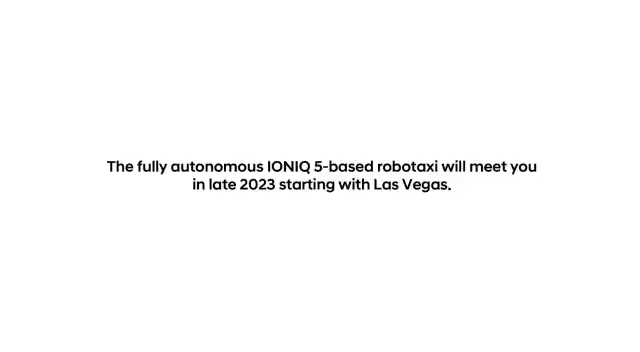 The fully autonomous IONIQ 5-based robotaxi will meet you
in late 2023 starting with Las Vegas.